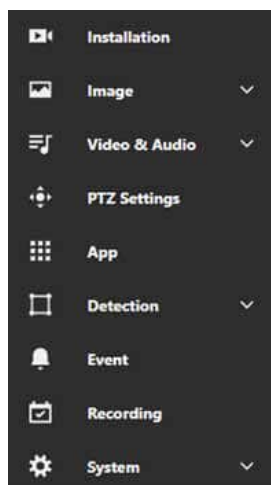 Installation
Image
Video & Audio
PTZ Settings
App
Detection
Event
Recording
System